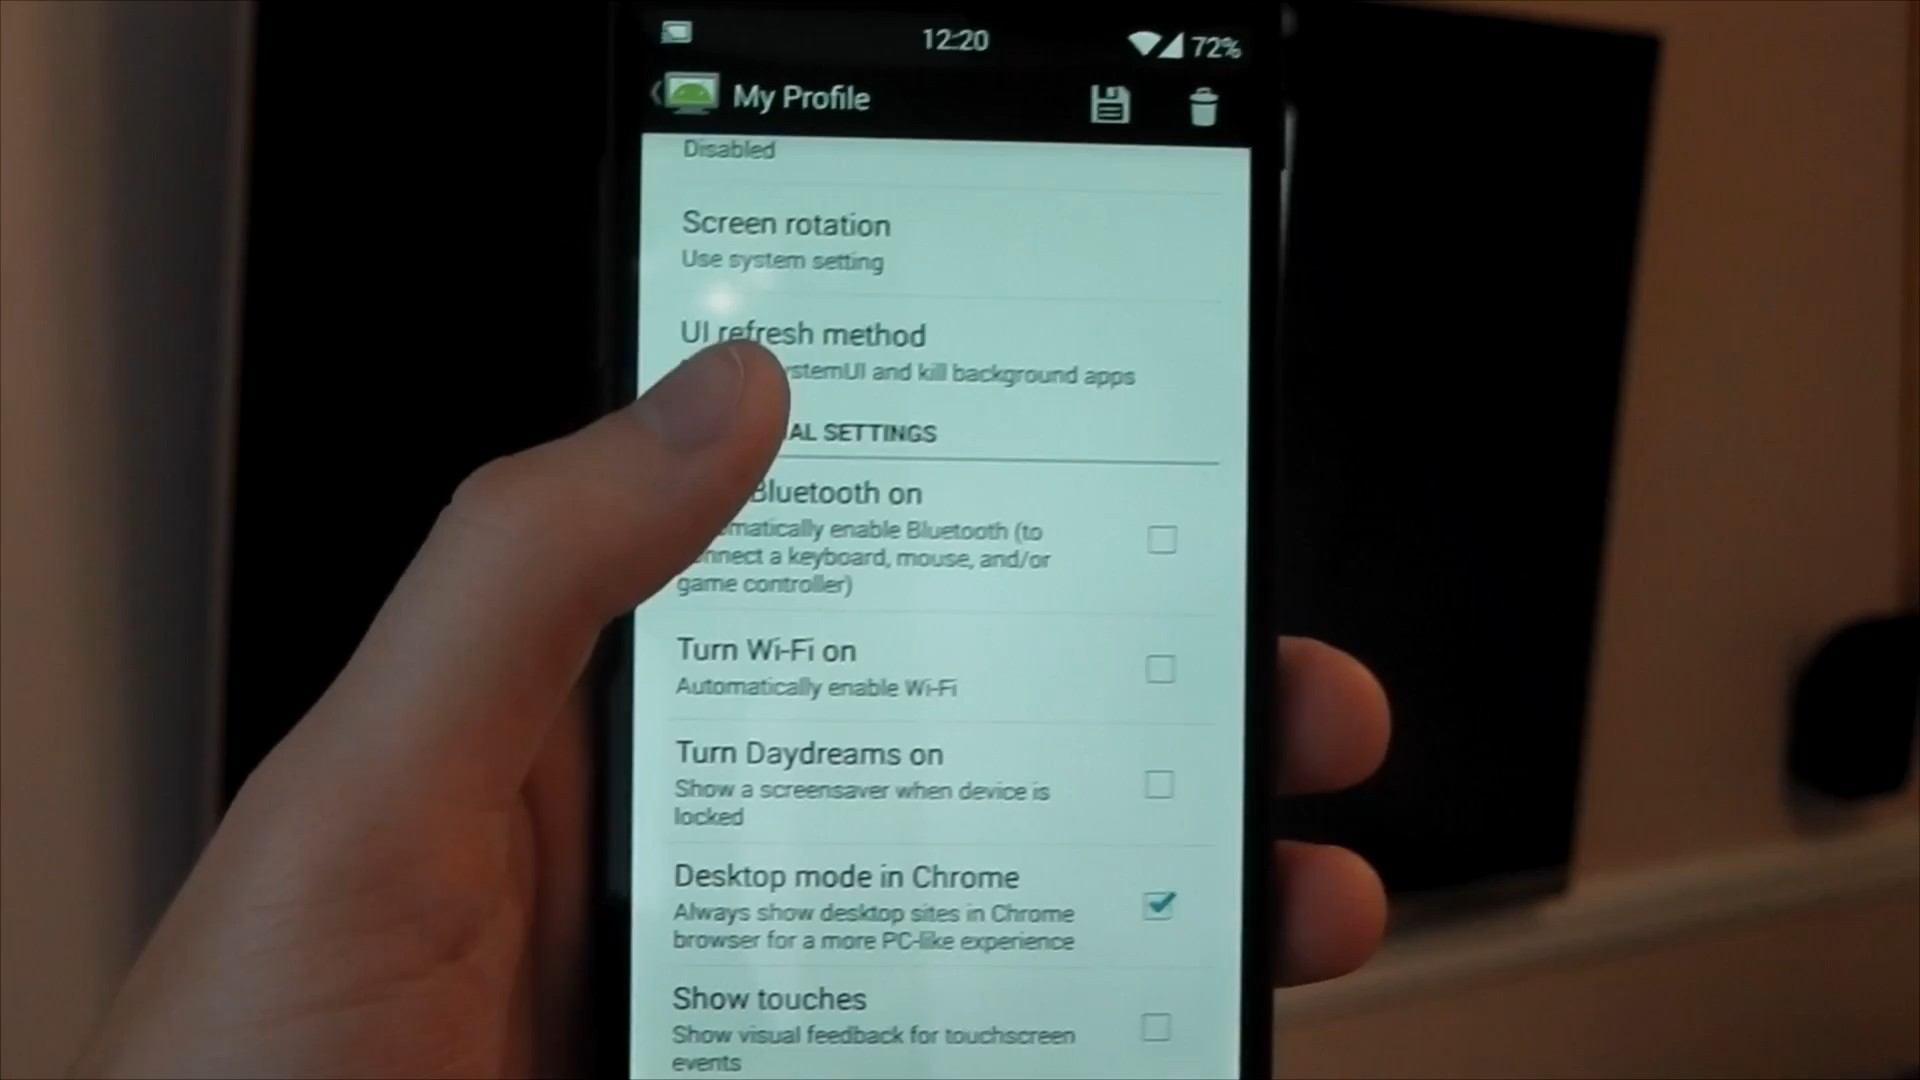 12:20
72%
My Profile
Disabled
Screen rotation
Use system setting
UI refresh method
and kill background apps
SETTINGS
Bluetooth on
enable Bluetooth (to
a keyboard, mouse, and/or
game controller)
Turn Wi-Fi on
Automatically enable Wi-Fi
Turn Daydreams on
Show a screensaver when device is
locked
Desktop mode in Chrome
Always show desktop sites in Chrome
browser for a more PC-like experience
Show touches
Show visual feedback for touchscreen
events